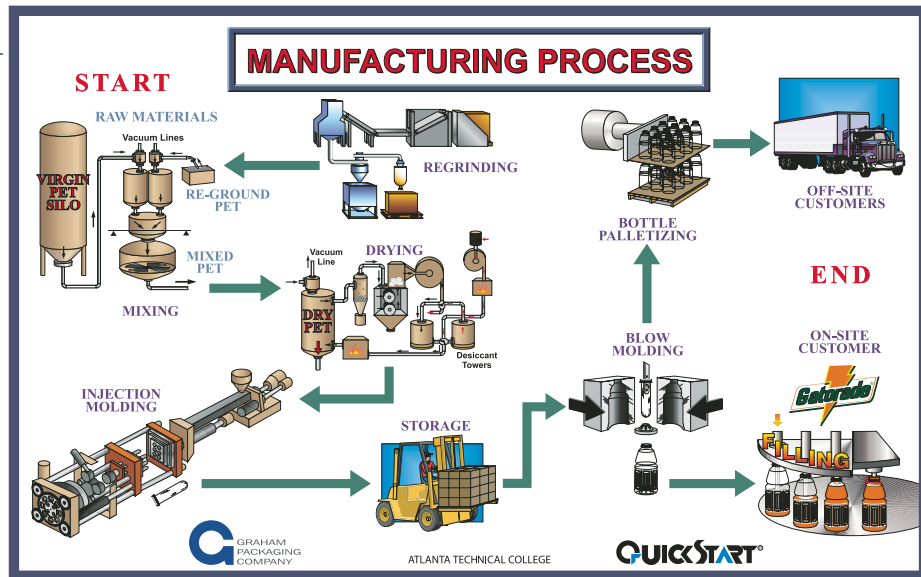 MANUFACTURING PROCESS
START
RAW MATERIALS
Vacuum Lines
VIRGIN
PET
SILO
RE-GROUND
PET
MIXED
PET
MIXING
REGRINDING
Vacuum
Line
DRYING
DRY
PET
Desiccant
Towers
INJECTION
MOLDING
STORAGE
BLOW
MOLDING
BOTTLE
PALLETIZING
OFF-SITE
CUSTOMERS
END
ON-SITE
CUSTOMER
Gatorade
FILLING
GRAHAM
PACKAGING
COMPANY
ATLANTA TECHNICAL COLLEGE
QUICKSTART®